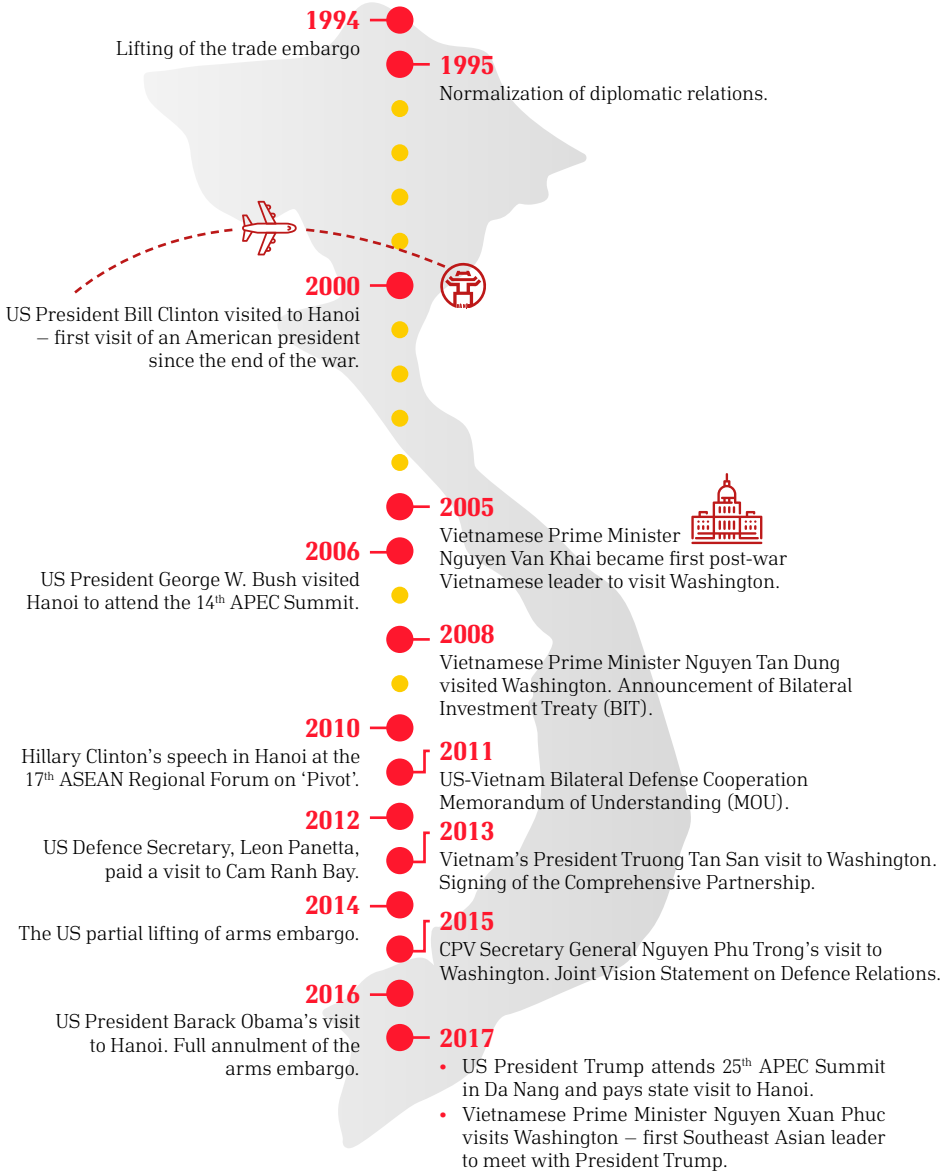 1994
Lifting of the trade embargo
1995
Normalization of diplomatic relations.
2000
US President Bill Clinton visited to Hanoi
– first visit of an American president
since the end of the war.
2005
Vietnamese Prime Minister
Nguyen Van Khai became first post-war
Vietnamese leader to visit Washington.
2006
US President George W. Bush visited
Hanoi to attend the 14th APEC Summit.
2008
Vietnamese Prime Minister Nguyen Tan Dung
visited Washington. Announcement of Bilateral
Investment Treaty (BIT).
2010
Hillary Clinton’s speech in Hanoi at the
17th ASEAN Regional Forum on ‘Pivot’.
2011
US-Vietnam Bilateral Defense Cooperation
Memorandum of Understanding (MOU).
2012
US Defence Secretary, Leon Panetta,
paid a visit to Cam Ranh Bay.
2013
Vietnam’s President Truong Tan San visit to Washington.
Signing of the Comprehensive Partnership.
2014
The US partial lifting of arms embargo.
2015
CPV Secretary General Nguyen Phu Trong’s visit to
Washington. Joint Vision Statement on Defence Relations.
2016
US President Barack Obama’s visit
to Hanoi. Full annulment of the
arms embargo.
2017
• US President Trump attends 25th APEC Summit
in Da Nang and pays state visit to Hanoi.
• Vietnamese Prime Minister Nguyen Xuan Phuc
visits Washington – first Southeast Asian leader
to meet with President Trump.